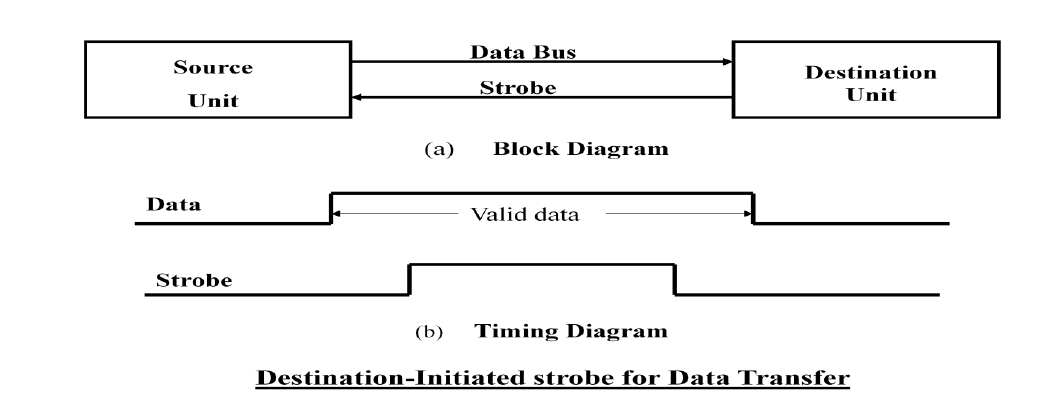 Source
Unit
Data Bus
Strobe
Destination
Unit
(a) Block Diagram
Data
Valid data
Strobe
(b) Timing Diagram
Destination-Initiated strobe for Data Transfer